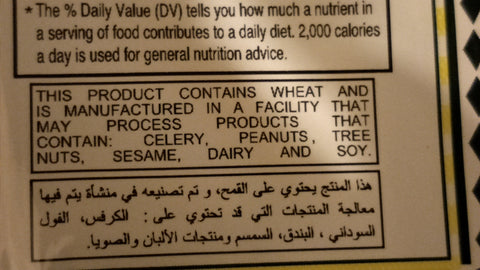 * The % Daily Value (DV) tells you how much a nutrient in
a serving of food contributes to a daily diet. 2,000 calories
a day is used for general nutrition advice.
THIS PRODUCT CONTAINS WHEAT AND
IS MANUFACTURED IN A FACILITY THAT
MAY PROCESS PRODUCTS THAT
CONTAIN: CELERY, PEANUTS, TREE
NUTS, SESAME, DAIRY AND SOY.
هذا المنتج يحتوي على القمح، و تم تصنيعه في منشأة يتم فيها
معالجة المنتجات التي قد تحتوي على : الكرفس، الفول
السوداني ، البندق، السمسم ومنتجات الألبان والصويا.